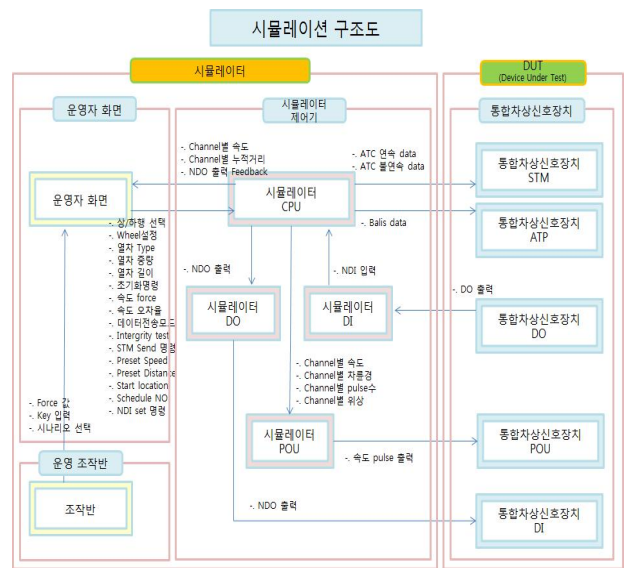 시뮬레이션 구조도
시뮬레이터
DUT
(Device Under Test)
운영자 화면
시뮬레이터
제어기
통합차상신호장치
-. Channel별 속도
-. Channel별 누적거리
-. NDO 출력 Feedback
-. ATC 연속 data
-. ATC 불연속 data
운영자 화면
시뮬레이터
CPU
통합차상신호장치
STM
-. 상/하행 선택
-. Wheel설정
-. 열차 Type
-. 열차 중량
-. 열차 길이
-. 초기화명령
-. 속도 force
-. 속도 오차율
-. 데이터전송모드
-. Intergrity test
-. STM Send 명령
-. Preset Speed
-. Preset Distance
-. Start location
-. Schedule NO
-. NDI set 명령
-. Balis data
통합차상신호장치
ATP
-. NDO 출력
-. NDI 입력
-. DO 출력
시뮬레이터
DO
시뮬레이터
DI
통합차상신호장치
DO
-. Channel별 속도
-. Channel별 차륜경
-. Channel별 pulse수
-. Channel별 위상
-. Force 값
-. Key 입력
-. 시나리오 선택
시뮬레이터
POU
-. 속도 pulse 출력
통합차상신호장치
POU
운영 조작반
조작반
-. NDO 출력
통합차상신호장치
DI